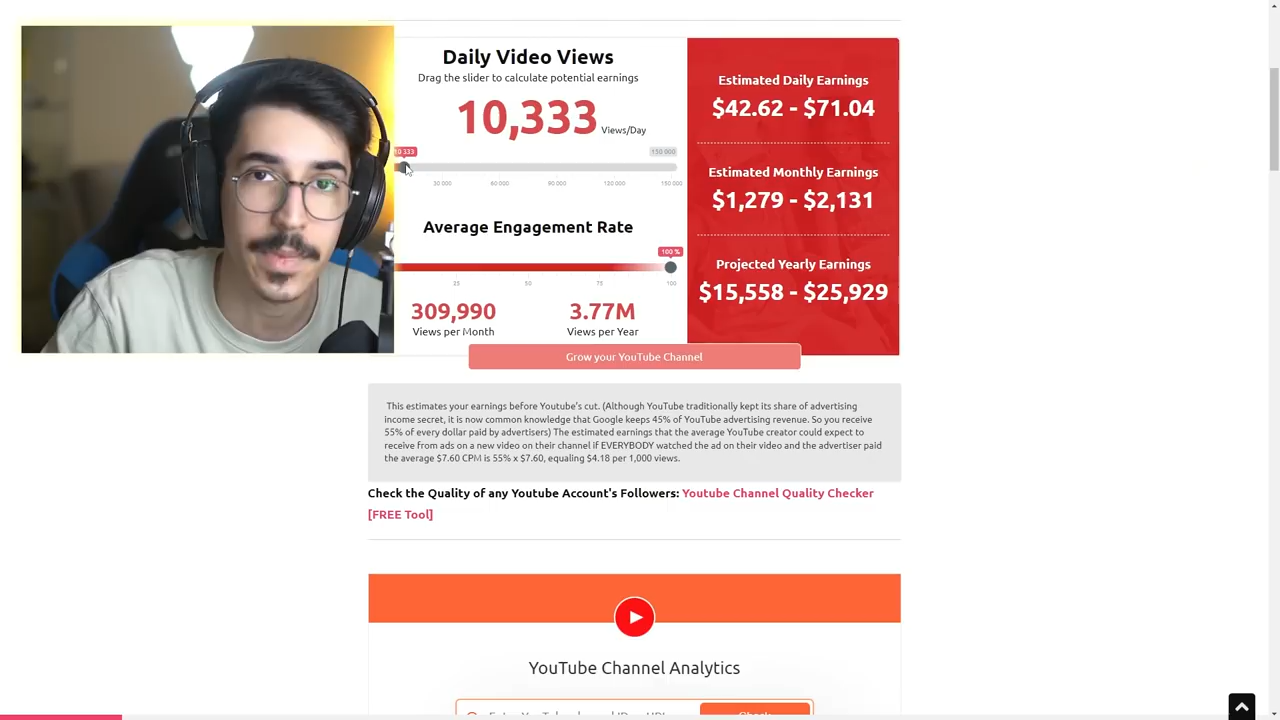 Daily Video Views
Drag the slider to calculate potential earnings
10,333 Views/Day
10 333
150 000
30 000 60 000 90 000 120 000 150 000
Average Engagement Rate
100 %
25 50 75 100
309,990
Views per Month
3.77M
Views per Year
Estimated Daily Earnings
$42.62 - $71.04
Estimated Monthly Earnings
$1,279 - $2,131
Projected Yearly Earnings
$15,558 - $25,929
Grow your YouTube Channel
This estimates your earnings before Youtube's cut. (Although YouTube traditionally kept its share of advertising
income secret, it is now common knowledge that Google keeps 45% of YouTube advertising revenue. So you receive
55% of every dollar paid by advertisers) The estimated earnings that the average YouTube creator could expect to
receive from ads on a new video on their channel if EVERYBODY watched the ad on their video and the advertiser paid
the average $7.60 CPM is 55% x $7.60, equaling $4.18 per 1,000 views.
Check the Quality of any Youtube Account's Followers: Youtube Channel Quality Checker
[FREE Tool]
YouTube Channel Analytics